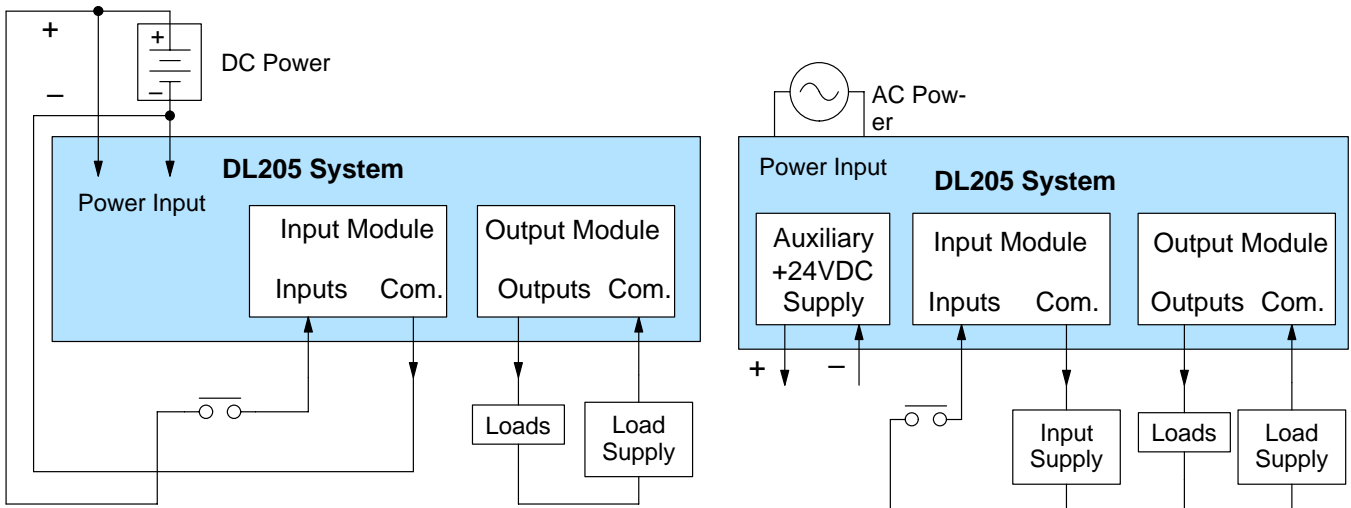 +
+
DC Power
–
–
DL205 System
Power Input
Input Module
Inputs Com.
Output Module
Outputs Com.
Loads
Load
Supply
AC Pow-
er
Power Input
DL205 System
Auxiliary
+24VDC
Supply
Input Module
Inputs Com.
Output Module
Outputs Com.
+ –
Input
Supply
Loads
Load
Supply